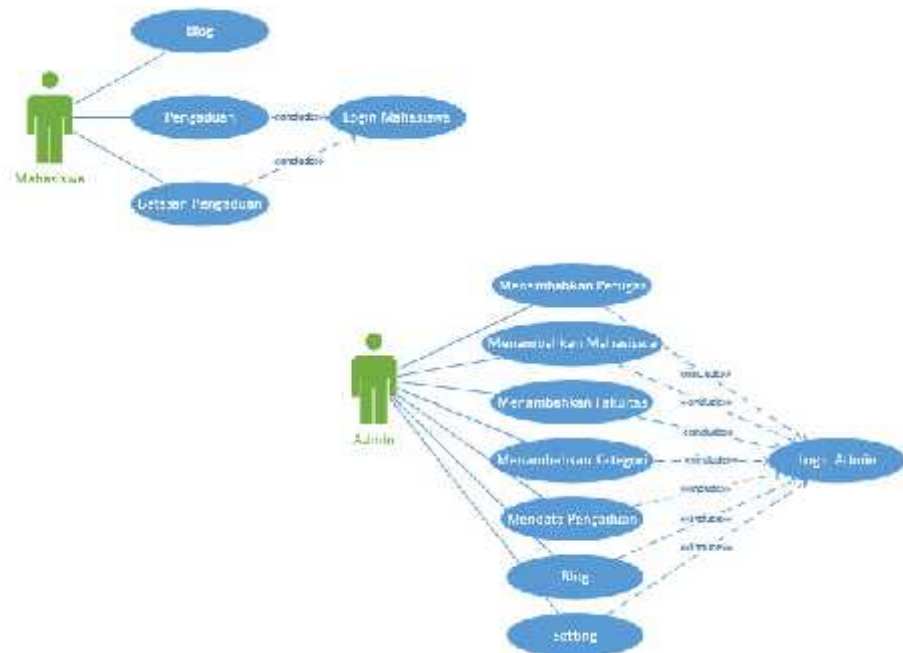 Blog
Pengaduan
<<include>>
Login Mahasiswa
<<include>>
Mahasiswa
Pengaduan
Menambahkan Petugas
Menambahkan Mahasiswa
<<include>>
<<include>>
Menambahkan Fakultas
Admin
<<include>>
Menambahkan Kategori
<<include>>
Login Admin
<<include>>
Mendata Pengaduan
<<include>>
<<include>>
Blog
Setting